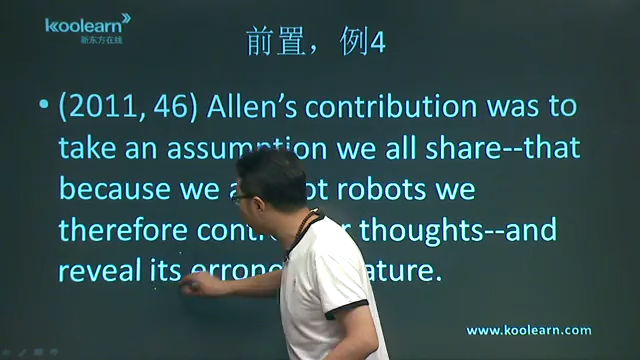 koolearn
新东方在线
前置，例4
• (2011, 46) Allen's contribution was to
take an assumption we all share--that
because we robots we
therefore thoughts--and
reveal its
www.koolearn.com